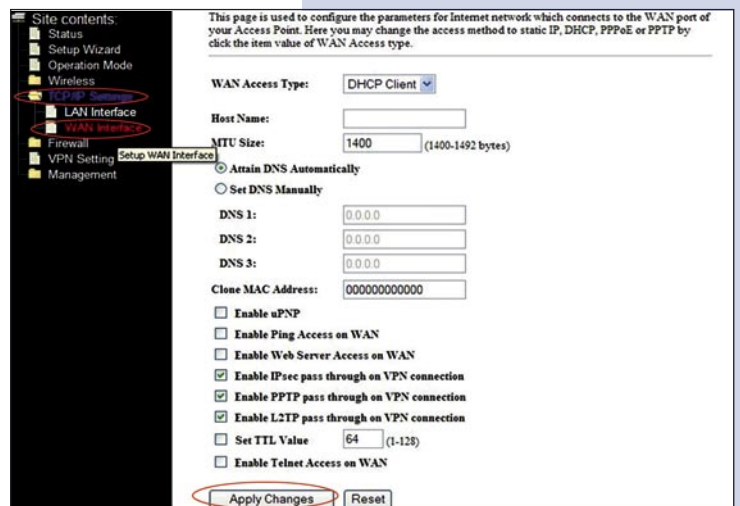 Site contents:
Status
Setup Wizard
Operation Mode
Wireless
TCP/IP Settings
LAN Interface
WAN Interface
Firewall
VPN Setting
Management
Setup WAN Interface
This page is used to configure the parameters for Internet network which connects to the WAN port of
your Access Point. Here you may change the access method to static IP, DHCP, PPPoE or PPTP by
click the item value of WAN Access type.
WAN Access Type: DHCP Client
Host Name:
MTU Size: 1400 (1400-1492 bytes)
Attain DNS Automatically
Set DNS Manually
DNS 1: 0.0.0.0
DNS 2: 0.0.0.0
DNS 3: 0.0.0.0
Clone MAC Address: 000000000000
Enable uPNP
Enable Ping Access on WAN
Enable Web Server Access on WAN
Enable IPsec pass through on VPN connection
Enable PPTP pass through on VPN connection
Enable L2TP pass through on VPN connection
Set TTL Value 64 (1-128)
Enable Telnet Access on WAN
Apply Changes Reset